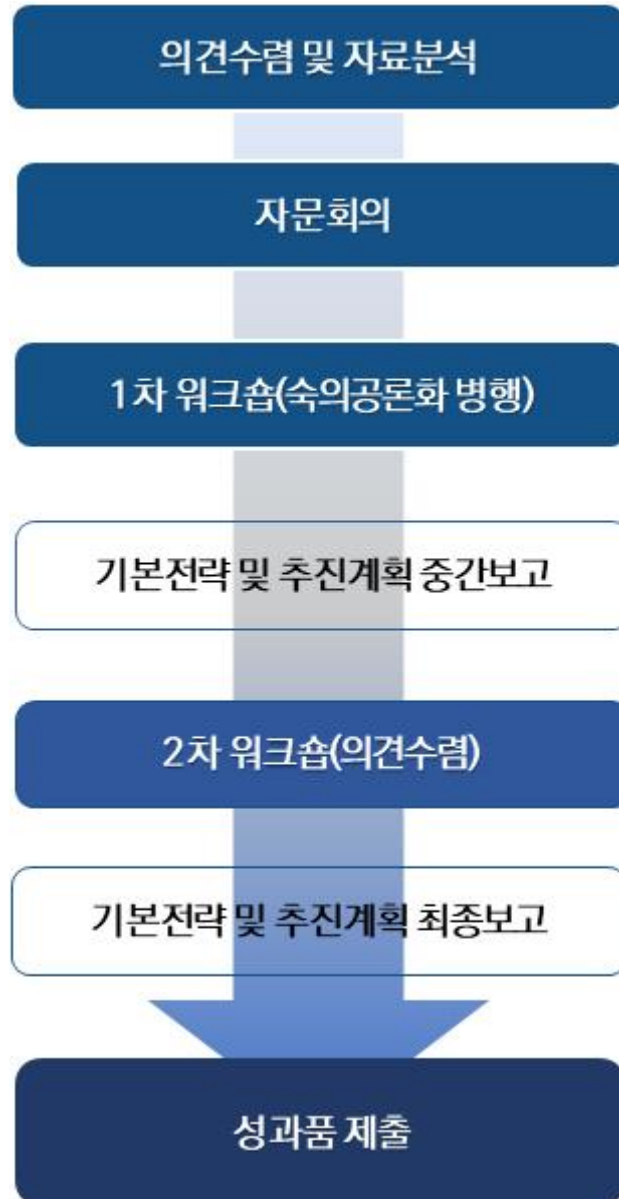 의견수렴 및 자료분석
자문회의
1차 워크숍(숙의공론화 병행)
기본전략 및 추진계획 중간보고
2차 워크숍(의견수렴)
기본전략 및 추진계획 최종보고
성과품 제출